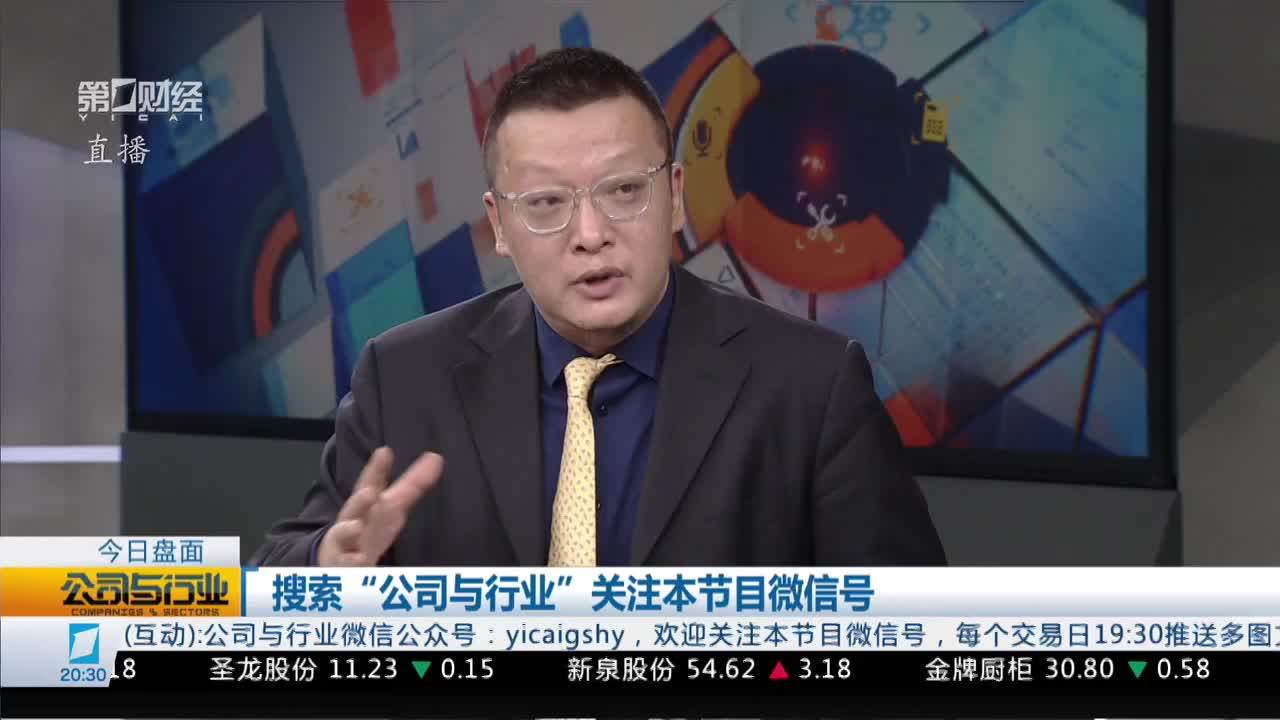 第一财经
YICAI
直播
今日盘面
公司与行业
COMPANIES & SECTORS
搜索“公司与行业”关注本节目微信号
(互动):公司与行业微信公众号：yicaigshy，欢迎关注本节目微信号，每个交易日19:30推送多图
20:30
18 圣龙股份 11.23 ▼ 0.15 新泉股份 54.62 ▲ 3.18 金牌厨柜 30.80 ▼ 0.58